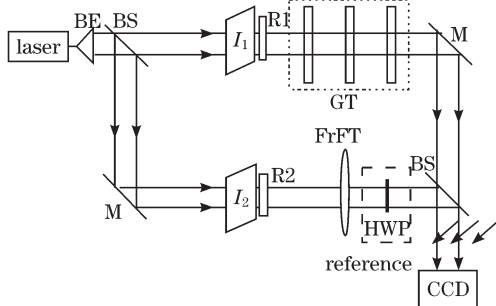 BE BS
laser
I1
R1
GT
M
FrFT
BS
M
I2
R2
HWP
reference
CCD